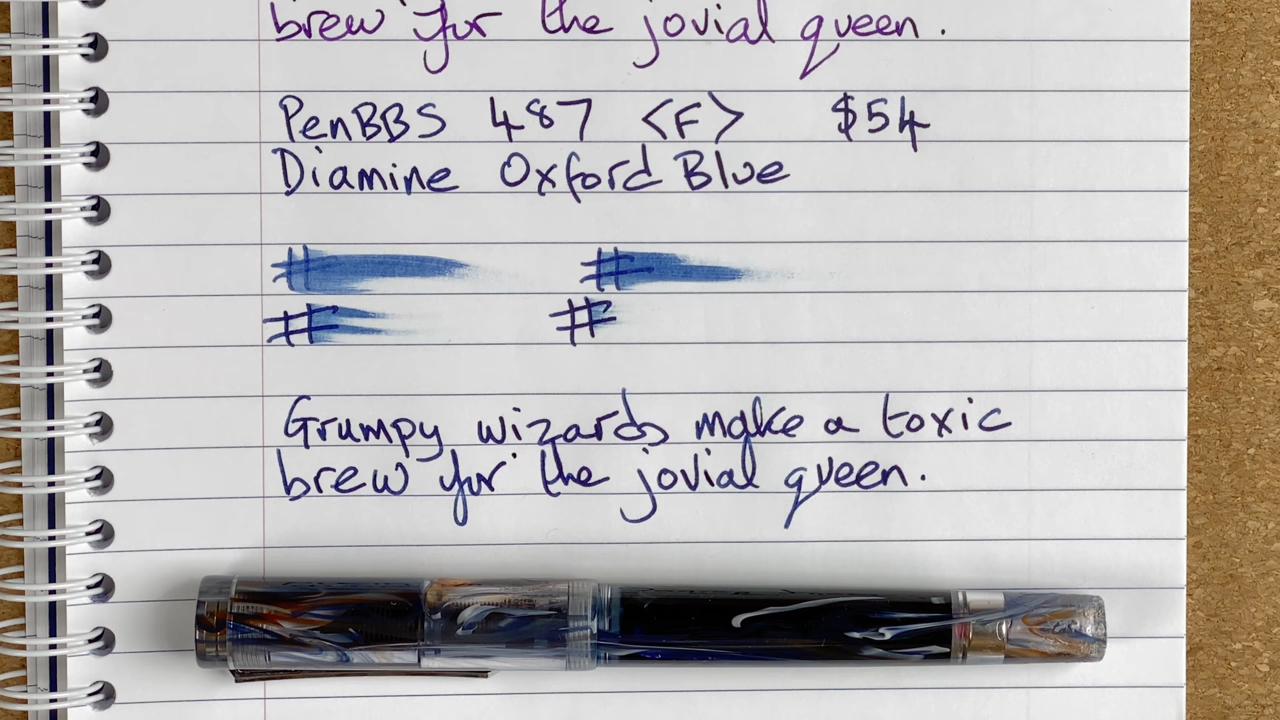 brew for the jovial queen.
PenBBS 487 <F> $54
Diamine Oxford Blue
# #
# #
Grumpy wizards make a toxic
brew for the jovial queen.